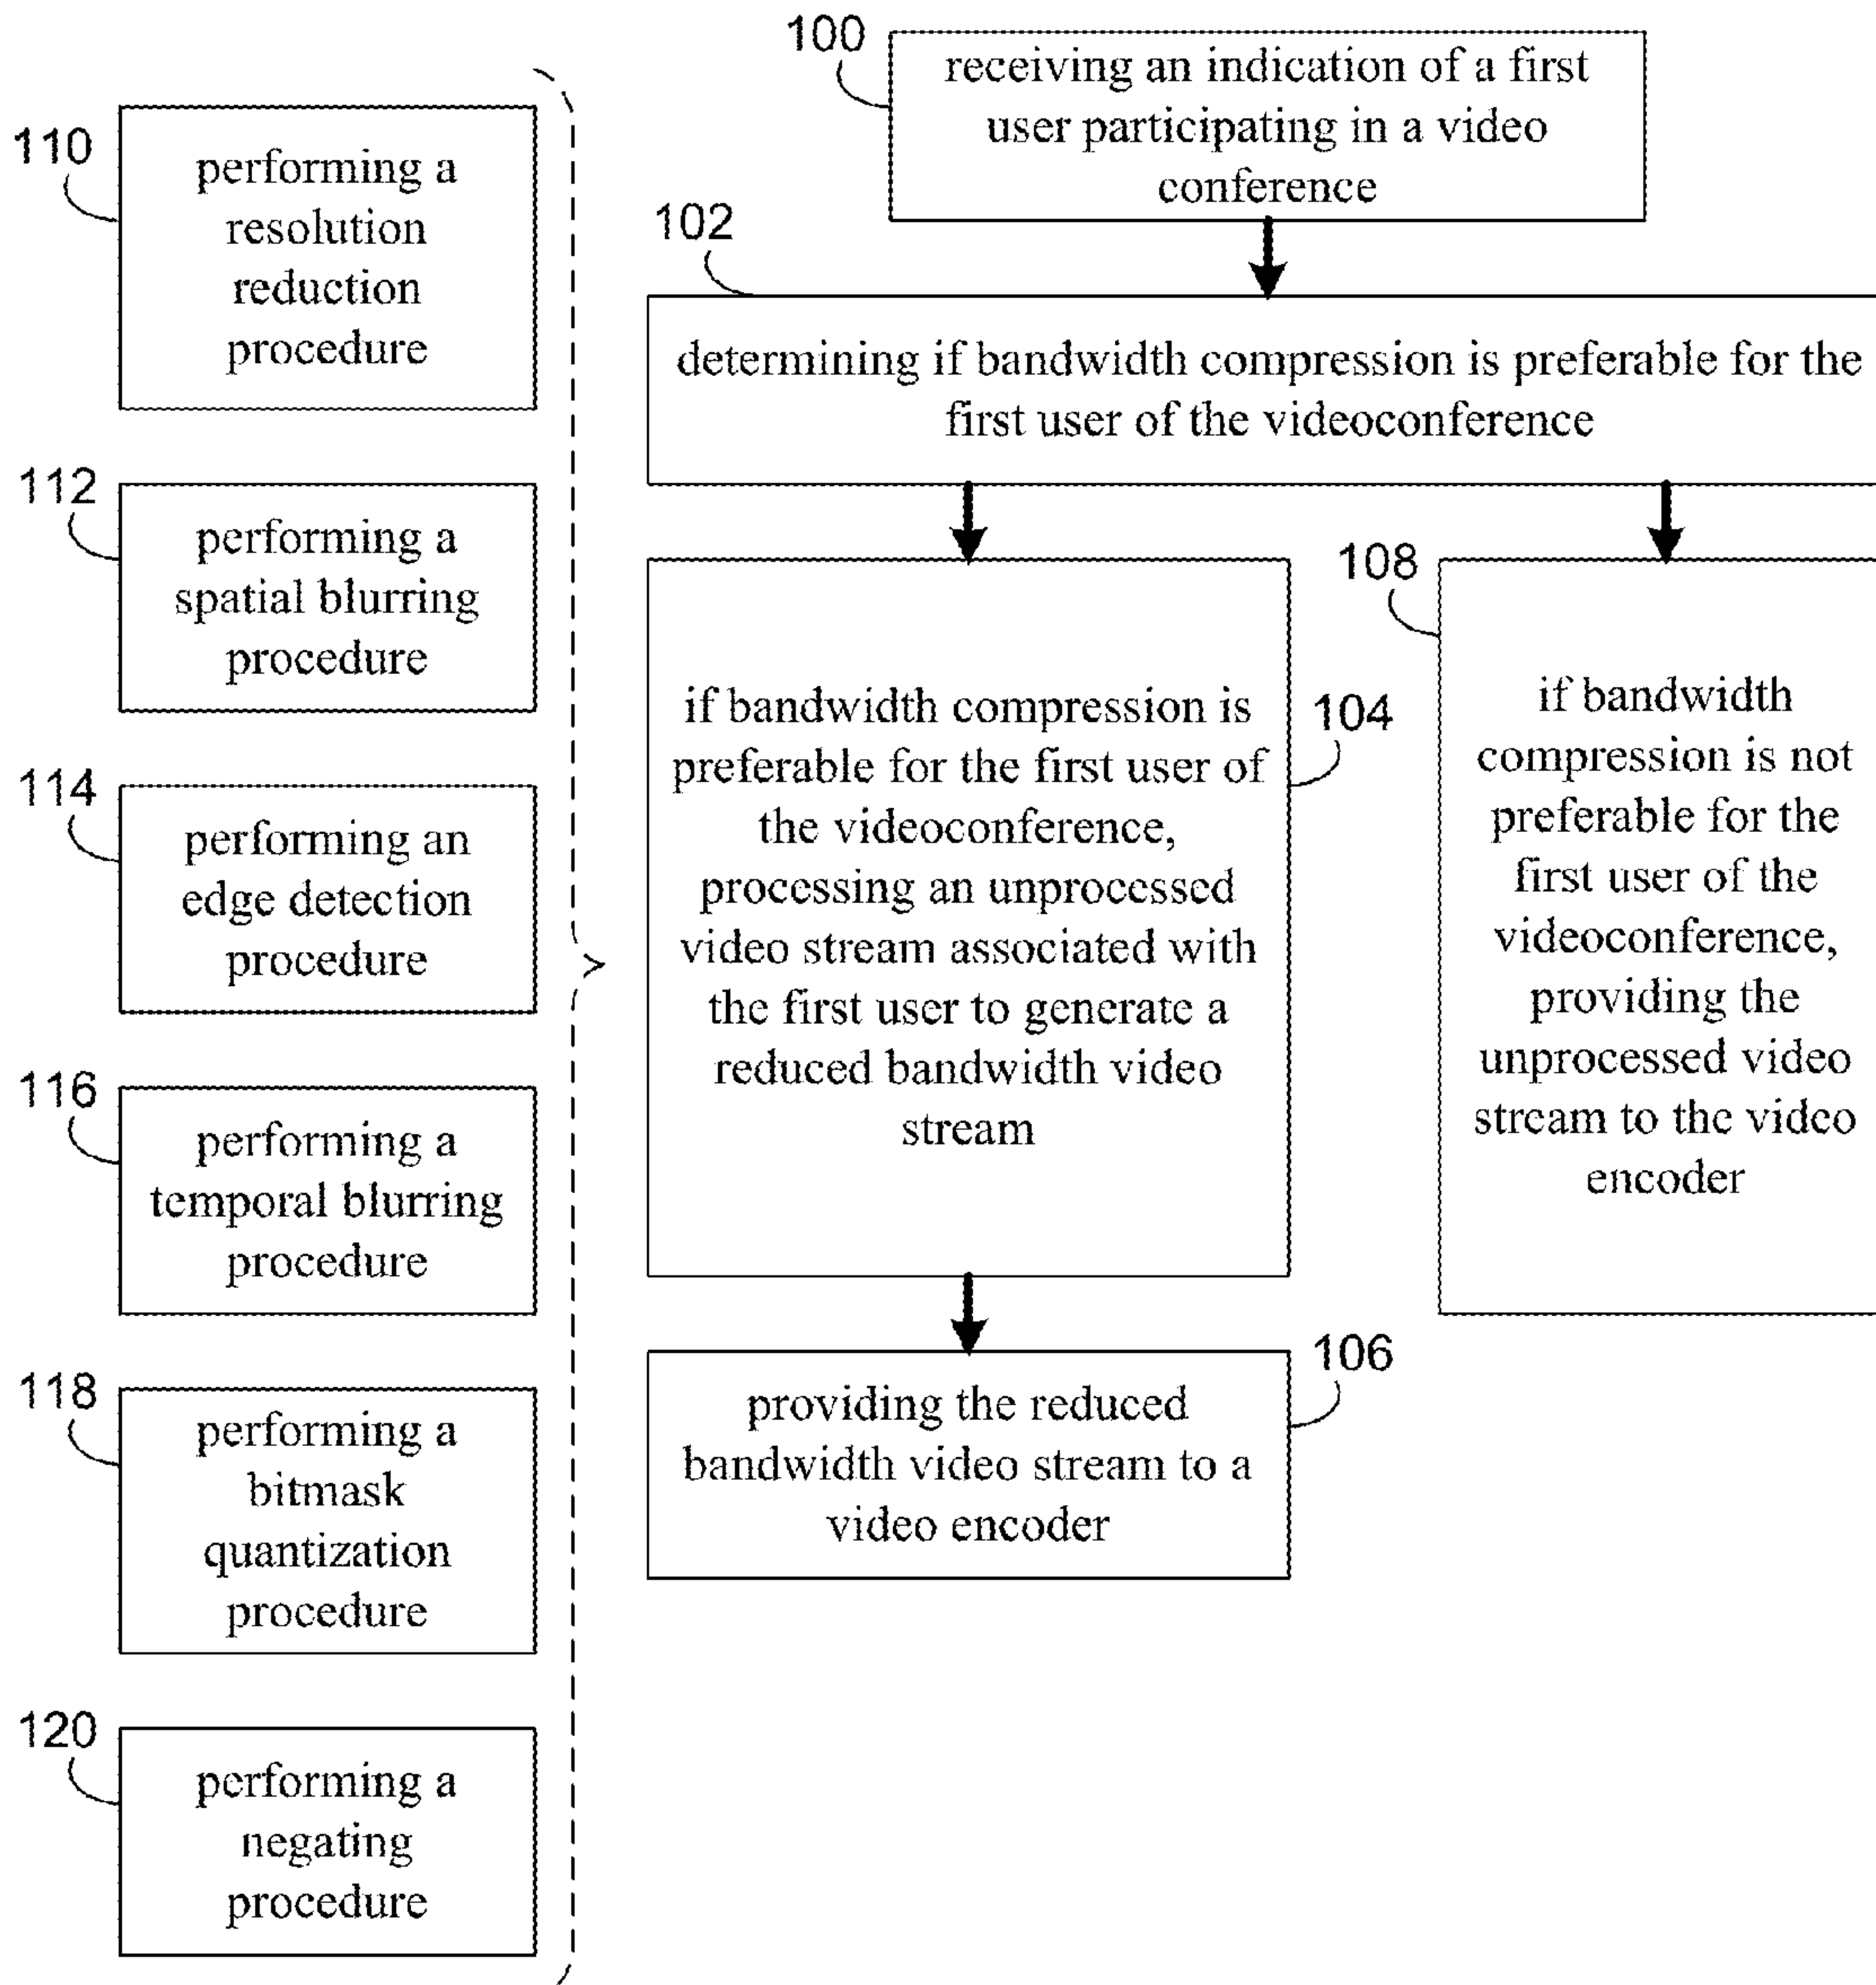 100
receiving an indication of a first
user participating in a video
conference
102
determining if bandwidth compression is preferable for the
first user of the videoconference
104
if bandwidth compression is
preferable for the first user of
the videoconference,
processing an unprocessed
video stream associated with
the first user to generate a
reduced bandwidth video
stream
106
providing the reduced
bandwidth video stream to a
video encoder
108
if bandwidth
compression is not
preferable for the
first user of the
videoconference,
providing the
unprocessed video
stream to the video
encoder
110
performing a
resolution
reduction
procedure
112
performing a
spatial blurring
procedure
114
performing an
edge detection
procedure
116
performing a
temporal blurring
procedure
118
performing a
bitmask
quantization
procedure
120
performing a
negating
procedure